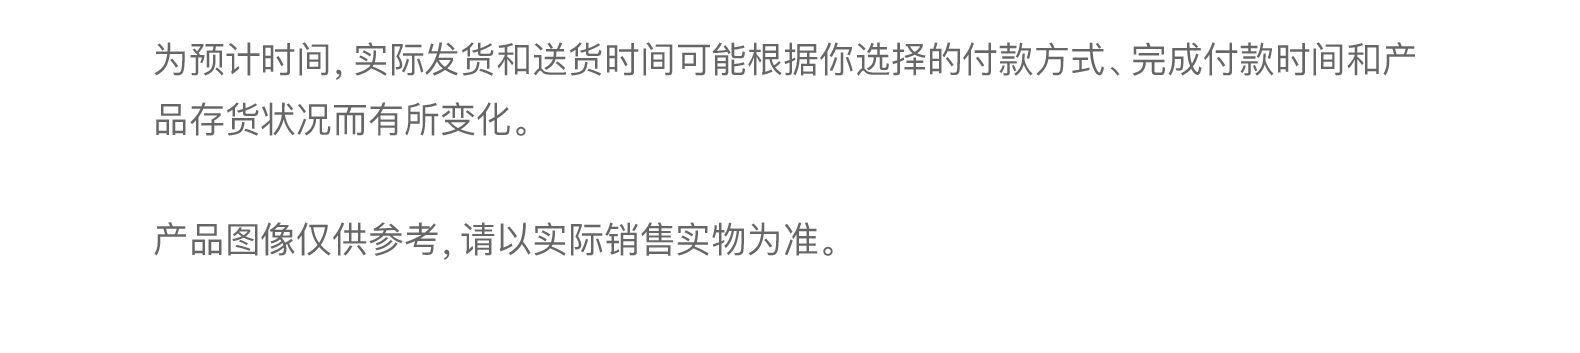 为预计时间, 实际发货和送货时间可能根据你选择的付款方式、完成付款时间和产
品存货状况而有所变化。
产品图像仅供参考, 请以实际销售实物为准。